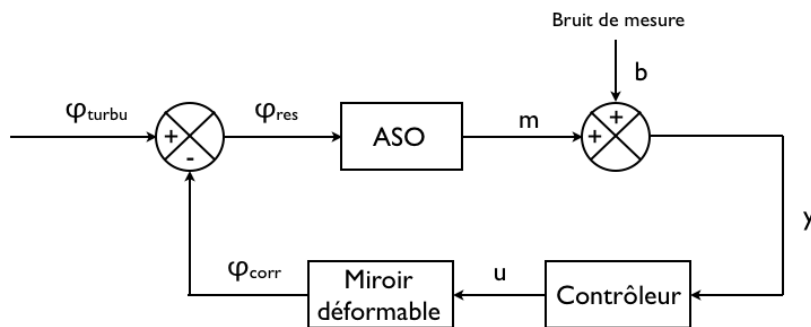 Bruit de mesure
b
φturbu
φres
ASO
m
+
-
+
+
y
φcorr
Miroir
déformable
u
Contrôleur